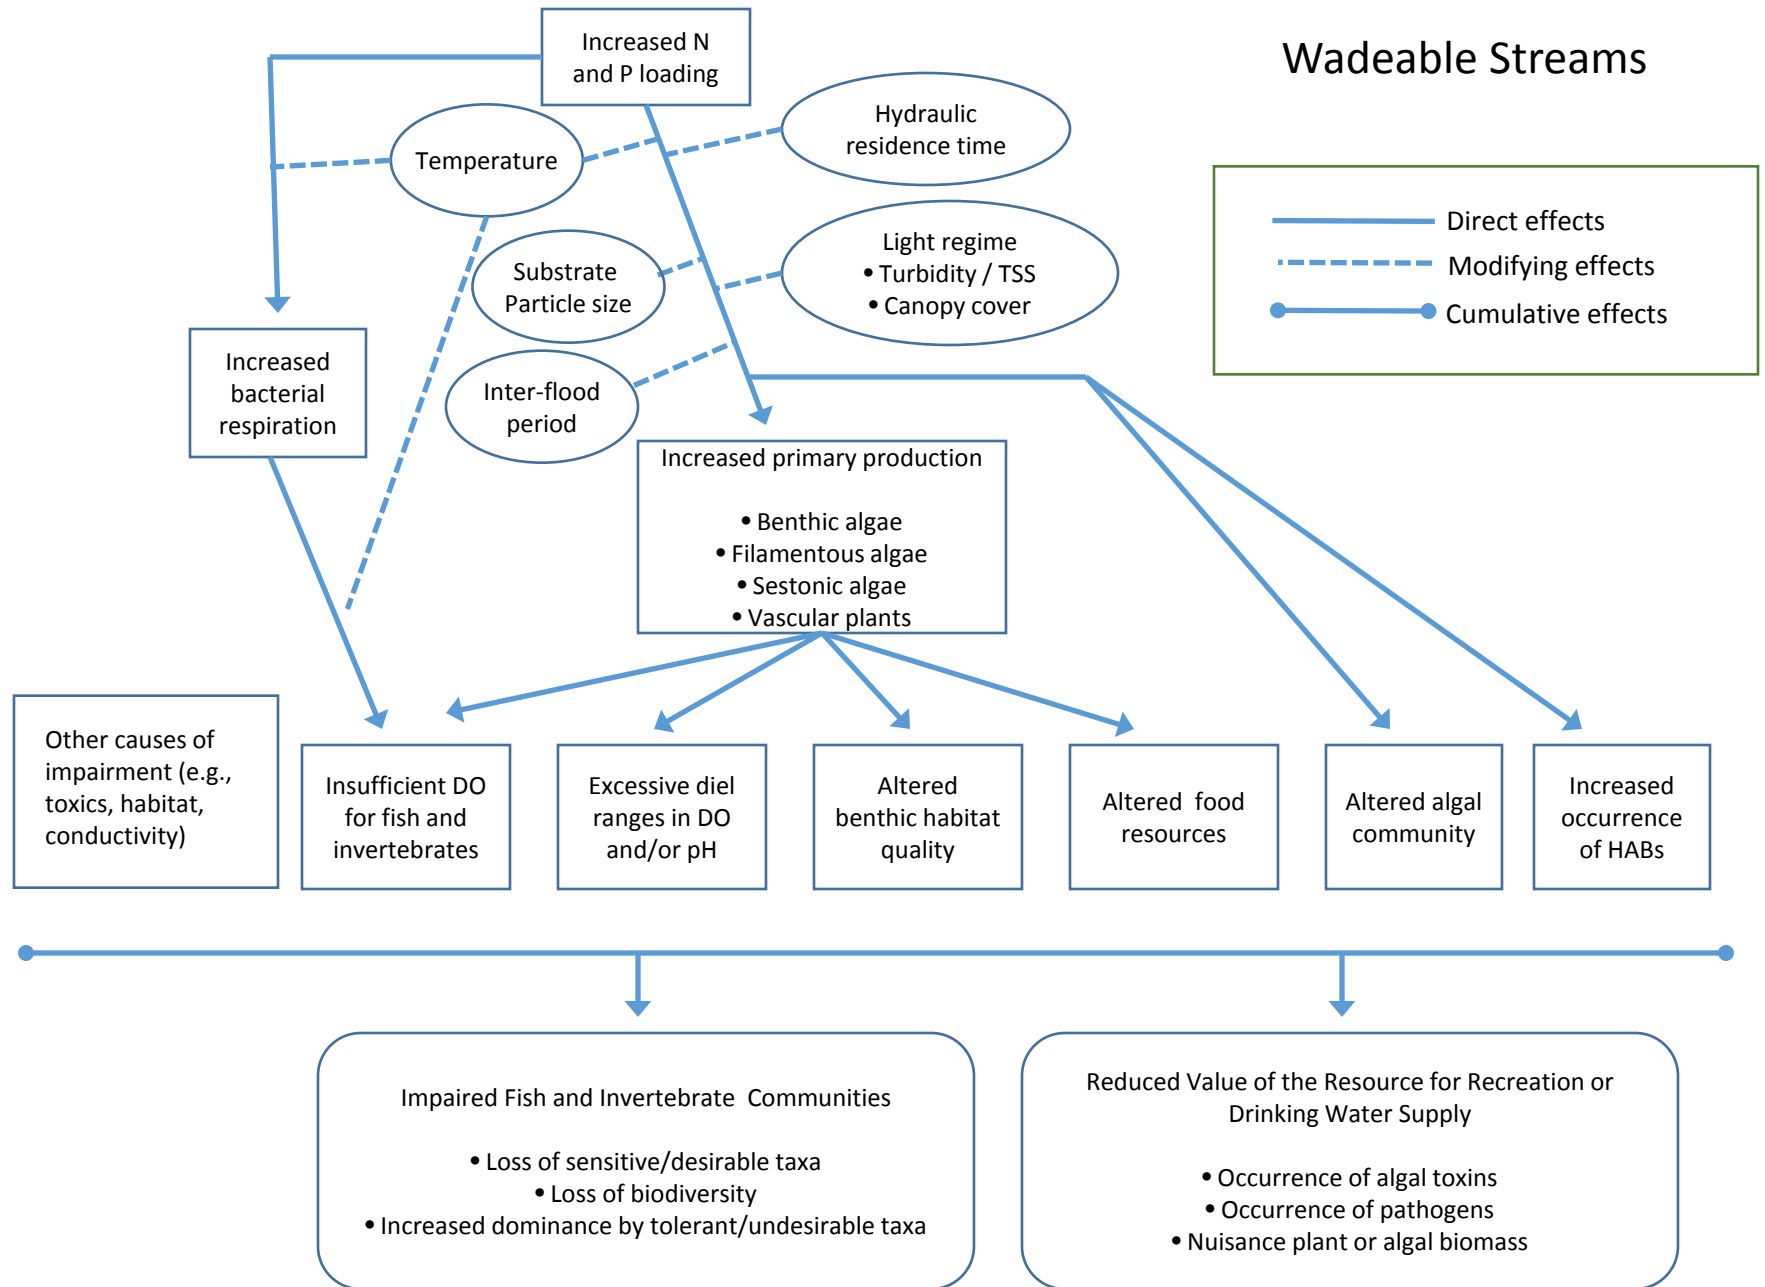 Wadeable Streams
Increased N
and P loading
Hydraulic
residence time
Temperature
Light regime
• Turbidity / TSS
• Canopy cover
Substrate
Particle size
Inter-flood
period
Direct effects
Modifying effects
Cumulative effects
Increased
bacterial
respiration
Increased primary production
• Benthic algae
• Filamentous algae
• Sestonic algae
• Vascular plants
Other causes of
impairment (e.g.,
toxics, habitat,
conductivity)
Insufficient DO
for fish and
invertebrates
Excessive diel
ranges in DO
and/or pH
Altered
benthic habitat
quality
Altered food
resources
Altered algal
community
Increased
occurrence
of HABs
Impaired Fish and Invertebrate Communities
• Loss of sensitive/desirable taxa
• Loss of biodiversity
• Increased dominance by tolerant/undesirable taxa
Reduced Value of the Resource for Recreation or
Drinking Water Supply
• Occurrence of algal toxins
• Occurrence of pathogens
• Nuisance plant or algal biomass